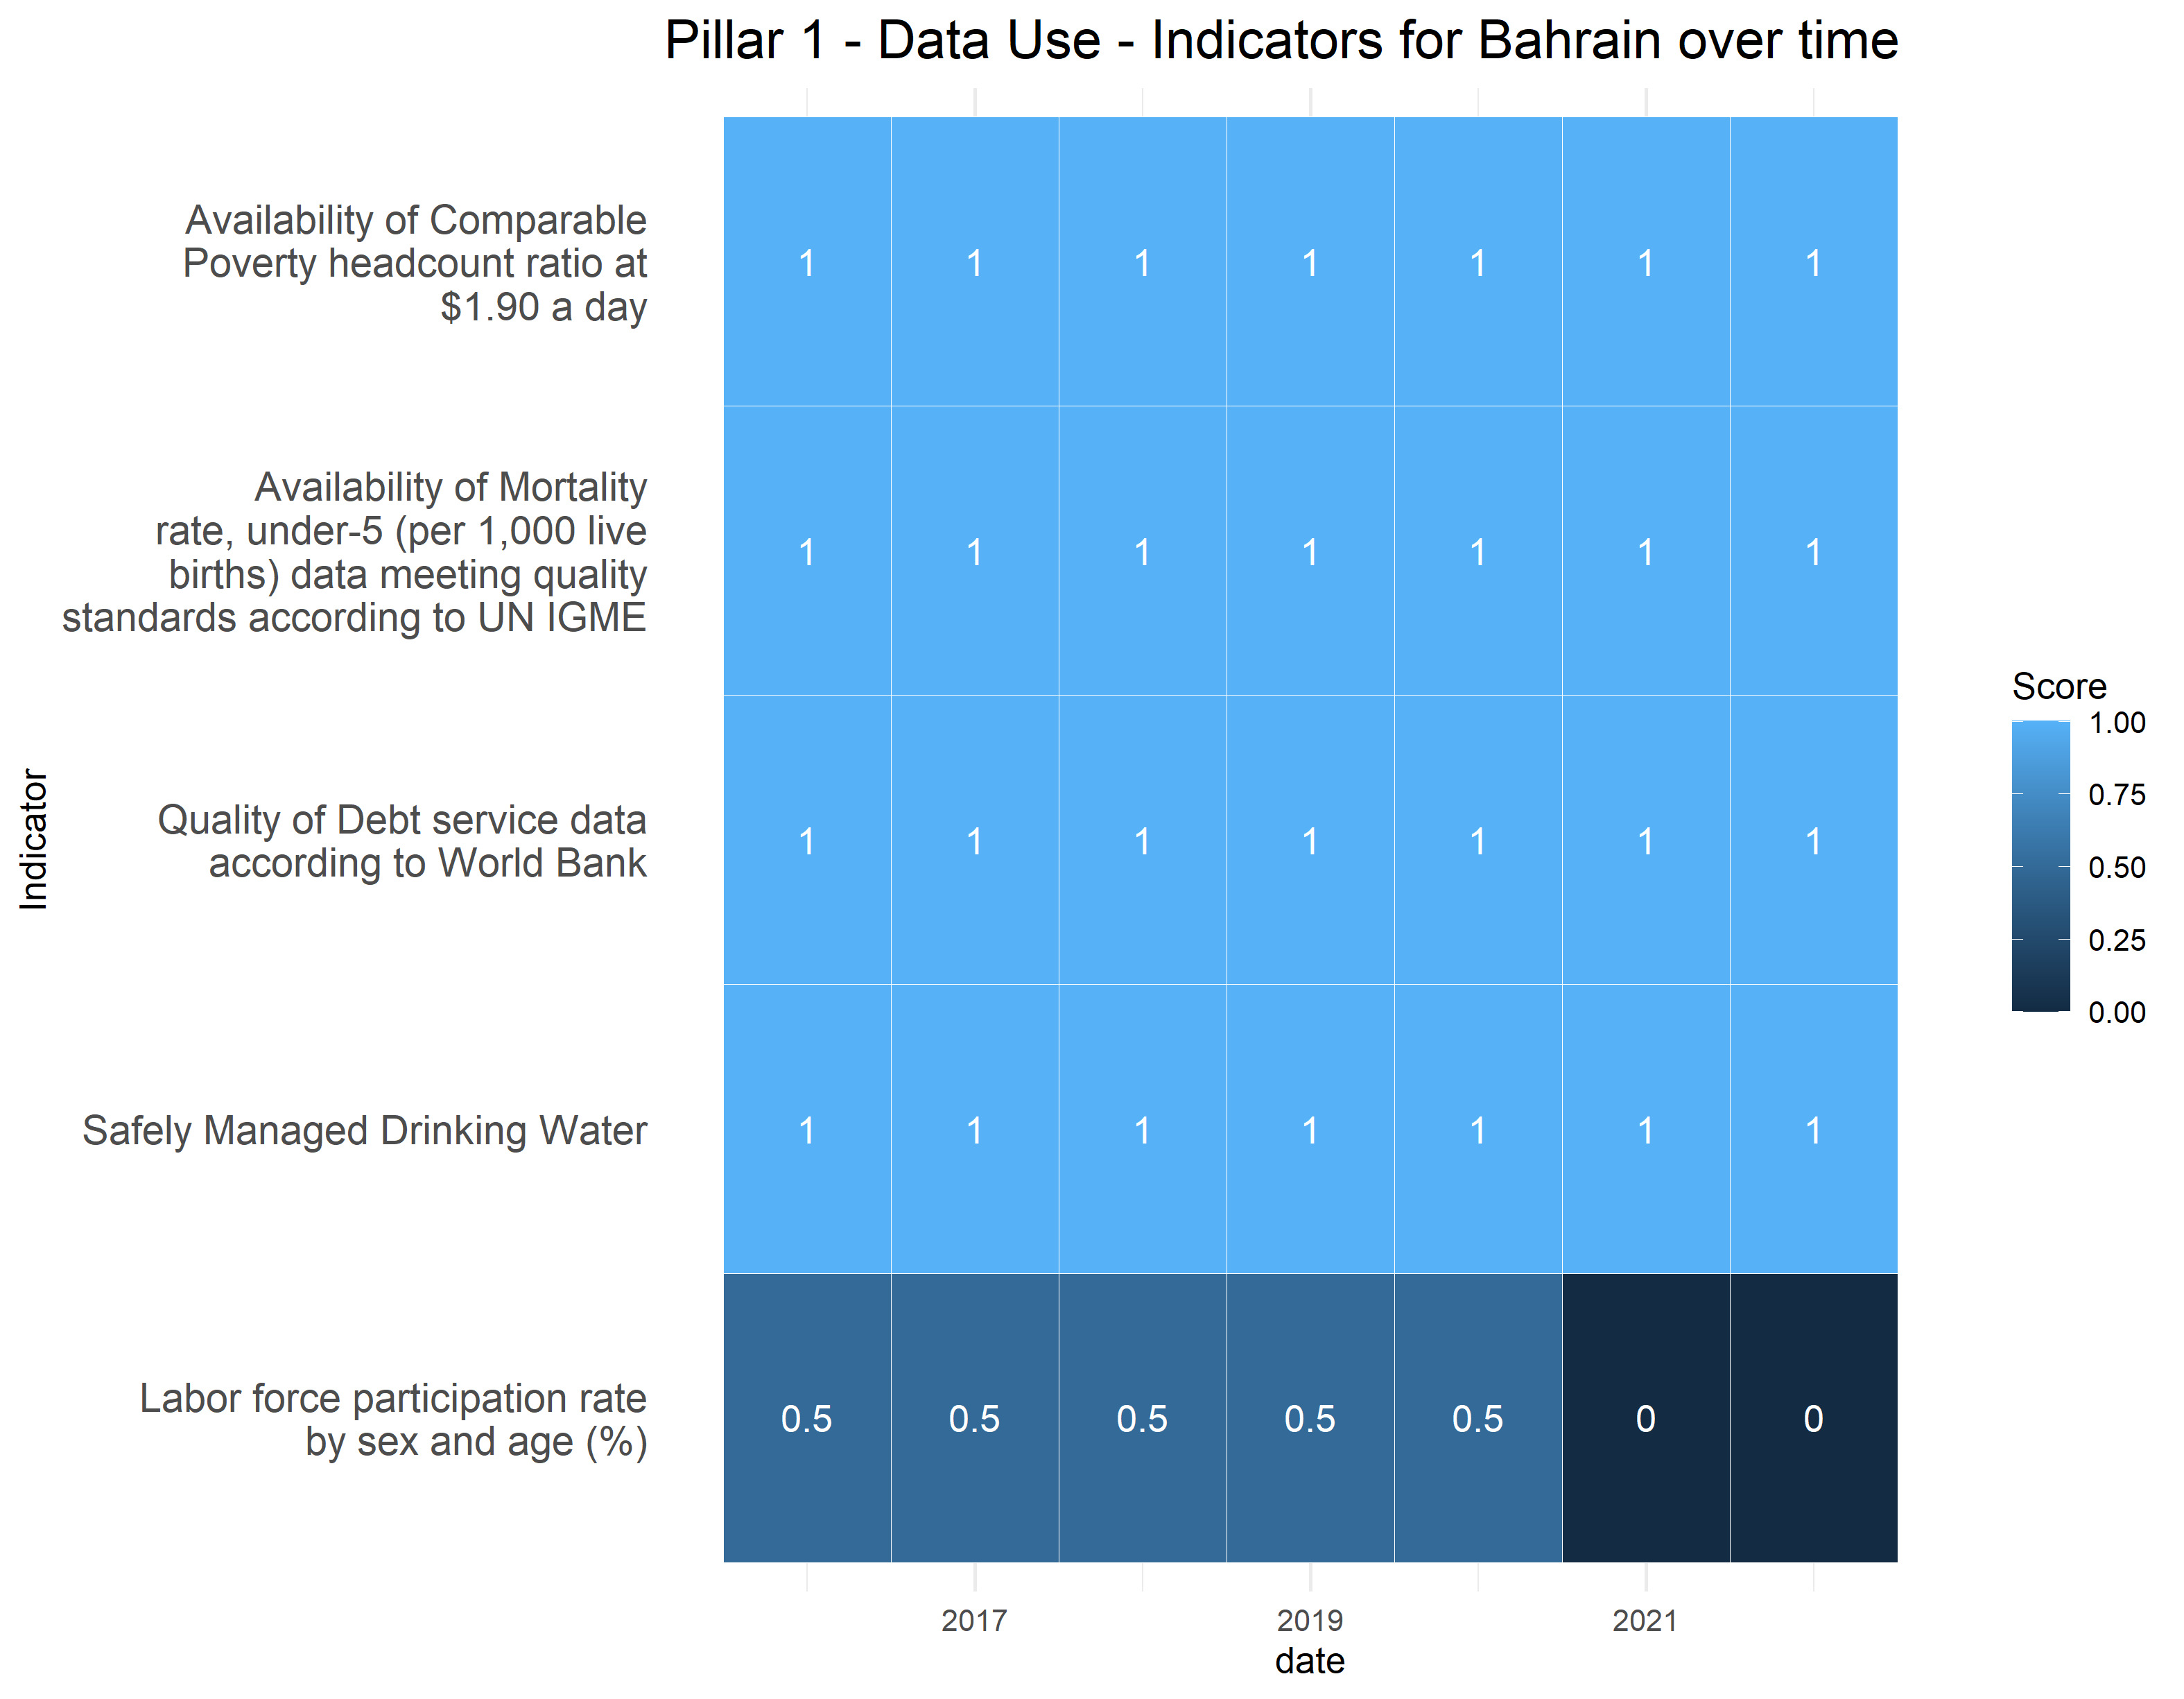 Pillar 1 - Data Use - Indicators for Bahrain over time
Indicator
Availability of Comparable
Poverty headcount ratio at
$1.90 a day
1 1 1 1 1 1 1
Availability of Mortality
rate, under-5 (per 1,000 live
births) data meeting quality
standards according to UN IGME
1 1 1 1 1 1 1
Quality of Debt service data
according to World Bank
1 1 1 1 1 1 1
Safely Managed Drinking Water
1 1 1 1 1 1 1
Labor force participation rate
by sex and age (%)
0.5 0.5 0.5 0.5 0.5 0 0
2017 2019 2021
date
Score
1.00
0.75
0.50
0.25
0.00